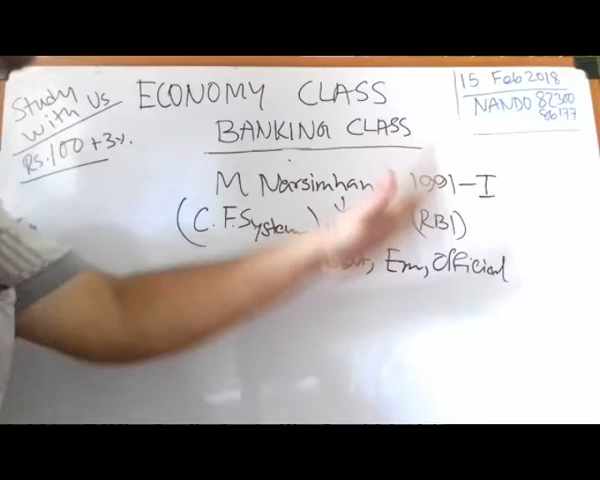 Study
with us
Rs.100 + 3y.
ECONOMY CLASS
BANKING CLASS
15 Feb 2018
NANDO 82300
86177
M Narsimhan 1991-I
(C. F. System) (RBI)
Em, Official